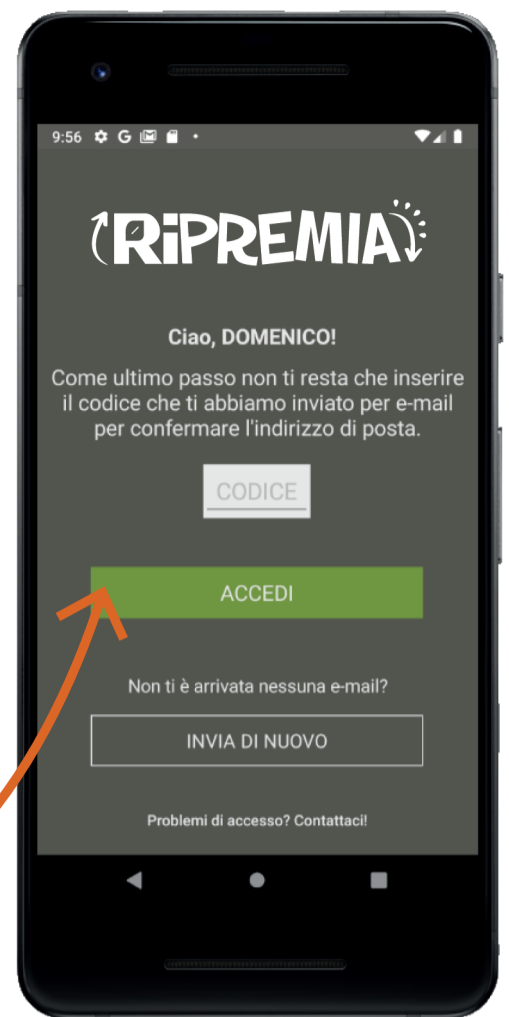 9:56
RiPREMIA
Ciao, DOMENICO!
Come ultimo passo non ti resta che inserire
il codice che ti abbiamo inviato per e-mail
per confermare l'indirizzo di posta.
CODICE
ACCEDI
Non ti è arrivata nessuna e-mail?
INVIA DI NUOVO
Problemi di accesso? Contattaci!